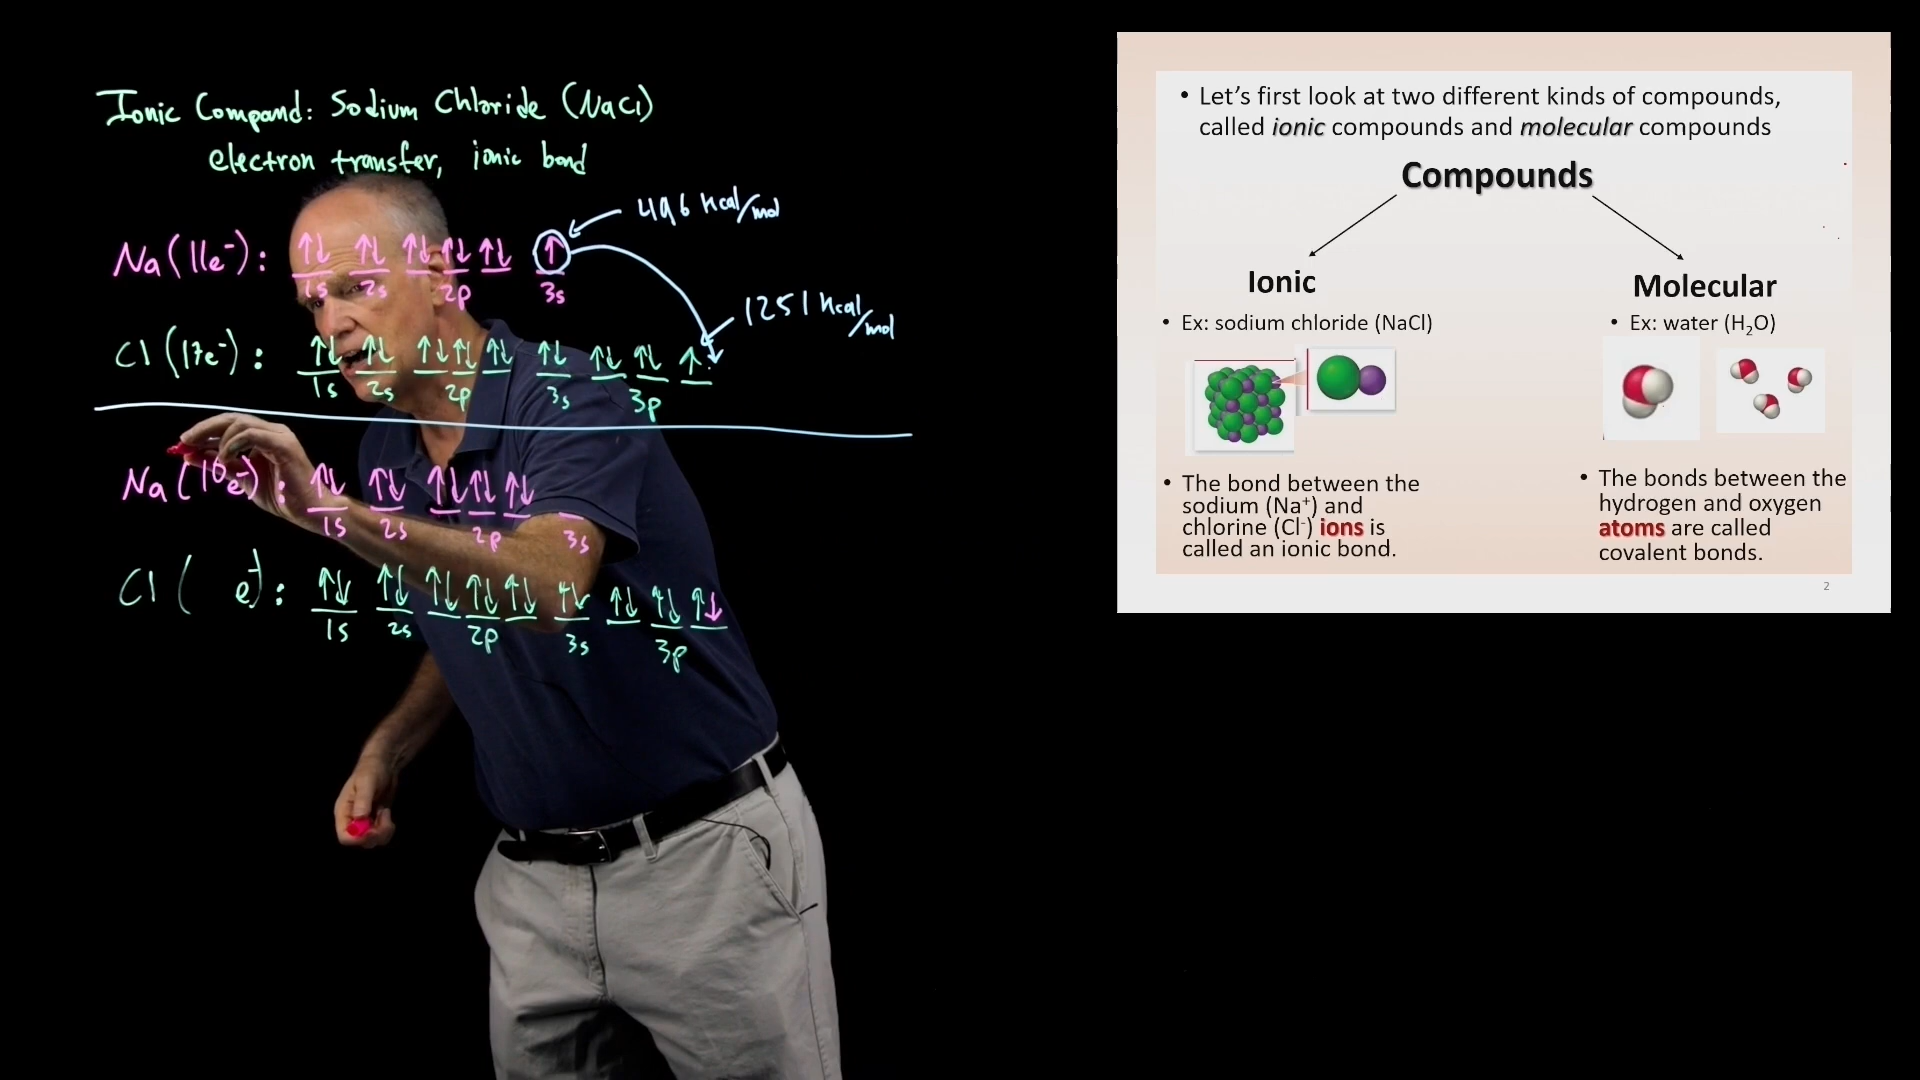 Ionic Compand: Sodium Chloride (NaCl)
electron transfer, ionic bond
496 kcal/mol
Na (11e⁻): ↑↓ ↑↓ ↑↓ ↑↓ ↑↓ ↑
1s 2s 2p 3s
1251 kcal/mol
Cl (17e⁻): ↑↓ ↑↓ ↑↓ ↑↓ ↑↓ ↑↓ ↑↓ ↑↓ ↑
1s 2s 2p 3s 3p
Na (10e⁻): ↑↓ ↑↓ ↑↓ ↑↓ ↑↓
1s 2s 2p 3s
Cl ( e⁻): ↑↓ ↑↓ ↑↓ ↑↓ ↑↓ ↑↓ ↑↓ ↑↓ ↑↓
1s 2s 2p 3s 3p
• Let's first look at two different kinds of compounds,
called ionic compounds and molecular compounds
Compounds
Ionic
• Ex: sodium chloride (NaCl)
• The bond between the
sodium (Na⁺) and
chlorine (Cl⁻) ions is
called an ionic bond.
Molecular
• Ex: water (H₂O)
• The bonds between the
hydrogen and oxygen
atoms are called
covalent bonds.
2